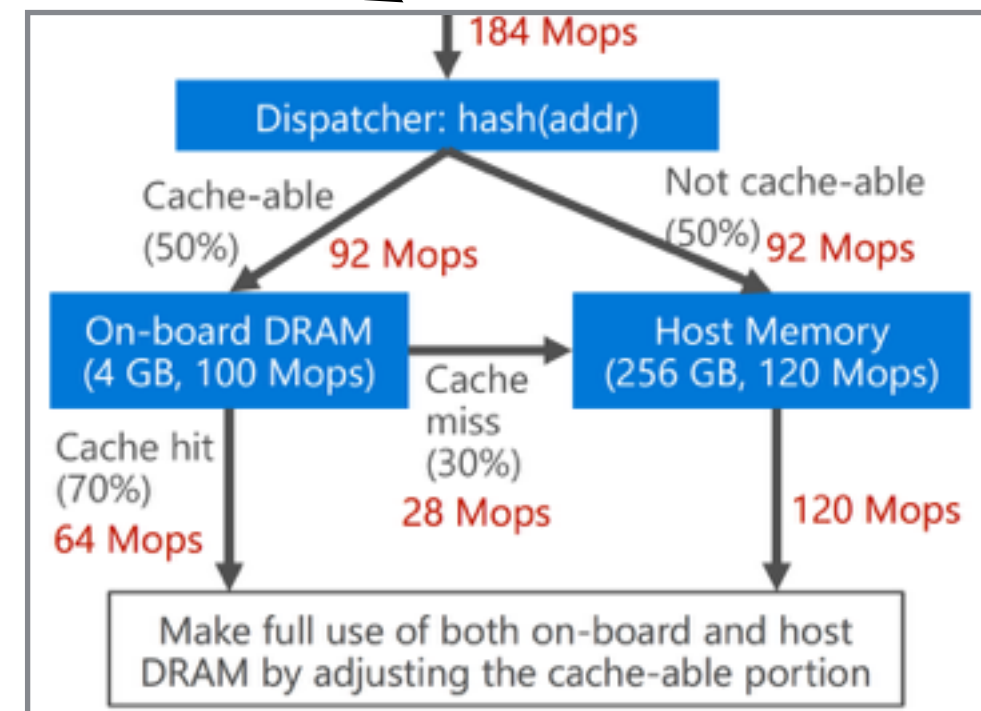 184 Mops
Dispatcher: hash(addr)
Cache-able
(50%)
92 Mops
Not cache-able
(50%)
92 Mops
On-board DRAM
(4 GB, 100 Mops)
Host Memory
(256 GB, 120 Mops)
Cache
miss
(30%)
28 Mops
Cache hit
(70%)
64 Mops
120 Mops
Make full use of both on-board and host
DRAM by adjusting the cache-able portion